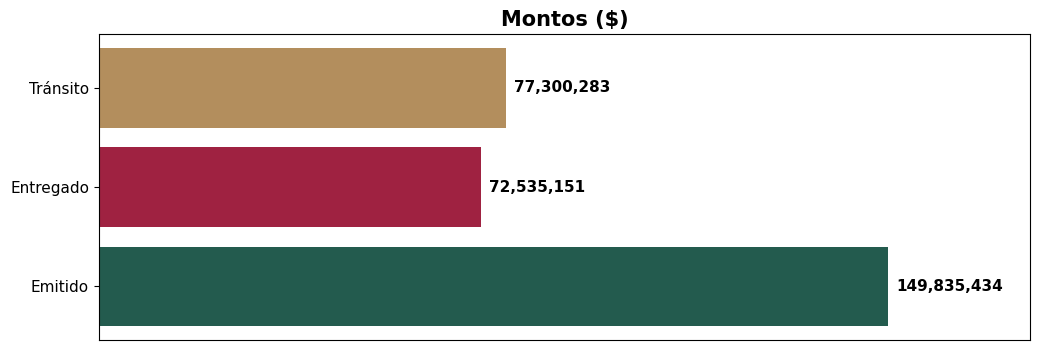 Montos ($)
Tránsito
77,300,283
Entregado
72,535,151
Emitido
149,835,434